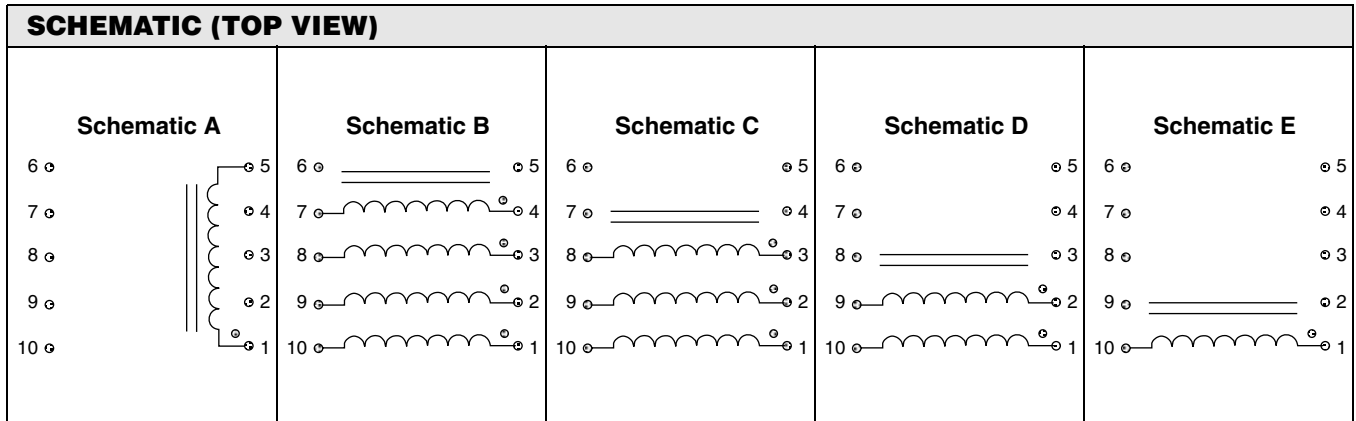 SCHEMATIC (TOP VIEW)
Schematic A Schematic B Schematic C Schematic D Schematic E
6 5 6 5 6 5 6 5 6 5
7 4 7 4 7 4 7 4 7 4
8 3 8 3 8 3 8 3 8 3
9 2 9 2 9 2 9 2 9 2
10 1 10 1 10 1 10 1 10 1